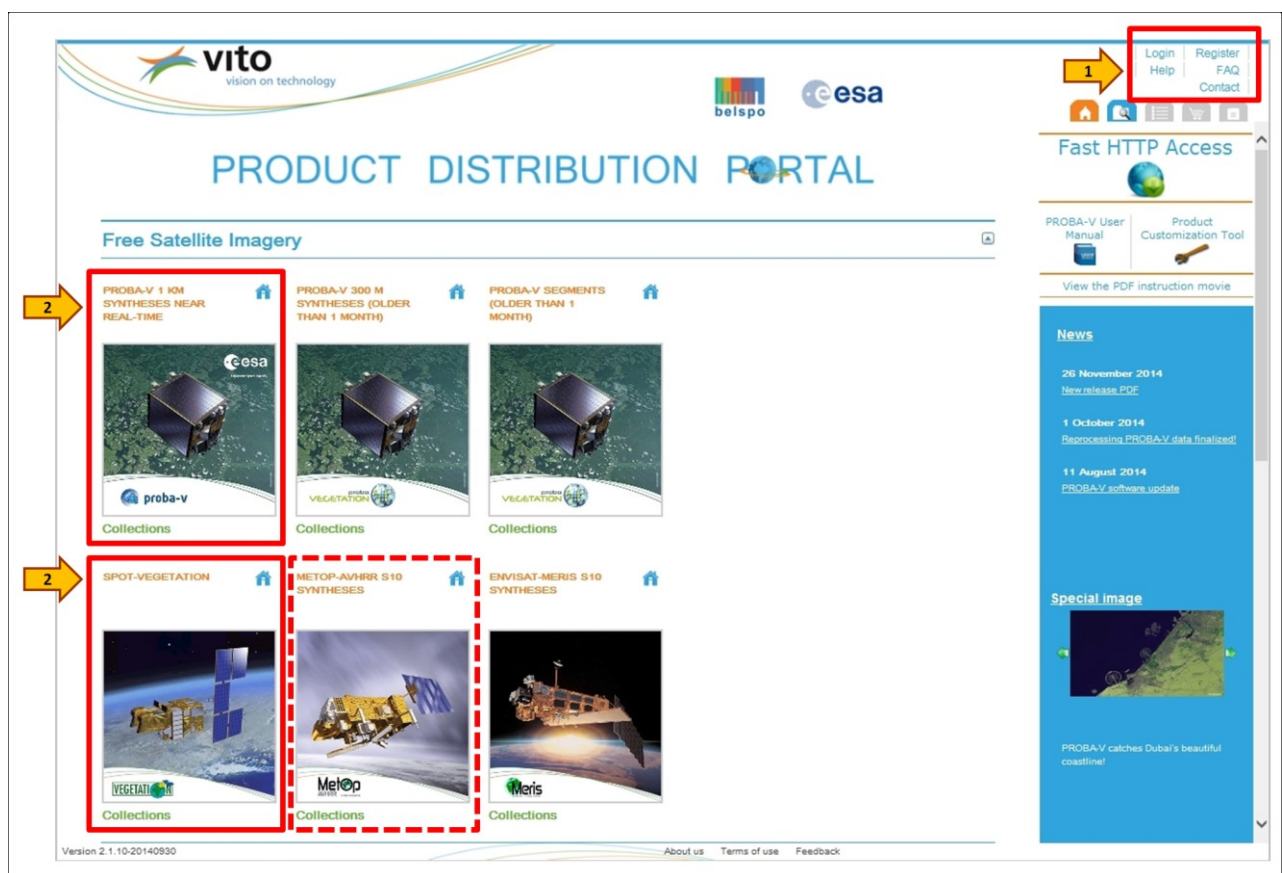 vito
vision on technology
belspo
esa
1
Login Register
Help FAQ
Contact
PRODUCT DISTRIBUTION PORTAL
Fast HTTP Access
PROBA-V User Manual
Product Customization Tool
View the PDF instruction movie
Free Satellite Imagery
2
PROBA-V 1 KM
SYNTHESES NEAR
REAL-TIME
PROBA-V 300 M
SYNTHESES (OLDER
THAN 1 MONTH)
PROBA-V SEGMENTS
(OLDER THAN 1
MONTH)
esa
proba-v
proba
VEGETATION
proba
VEGETATION
Collections
Collections
Collections
2
SPOT-VEGETATION
METOP-AVHRR S10
SYNTHESES
ENVISAT-MERIS S10
SYNTHESES
VEGETATION
MetOp
Meris
Collections
Collections
Collections
News
26 November 2014
New release PDF
1 October 2014
Reprocessing PROBA-V data finalized!
11 August 2014
PROBA-V software update
Special image
PROBA-V catches Dubai's beautiful
coastline!
Version 2.1.10-20140930
About us Terms of use Feedback